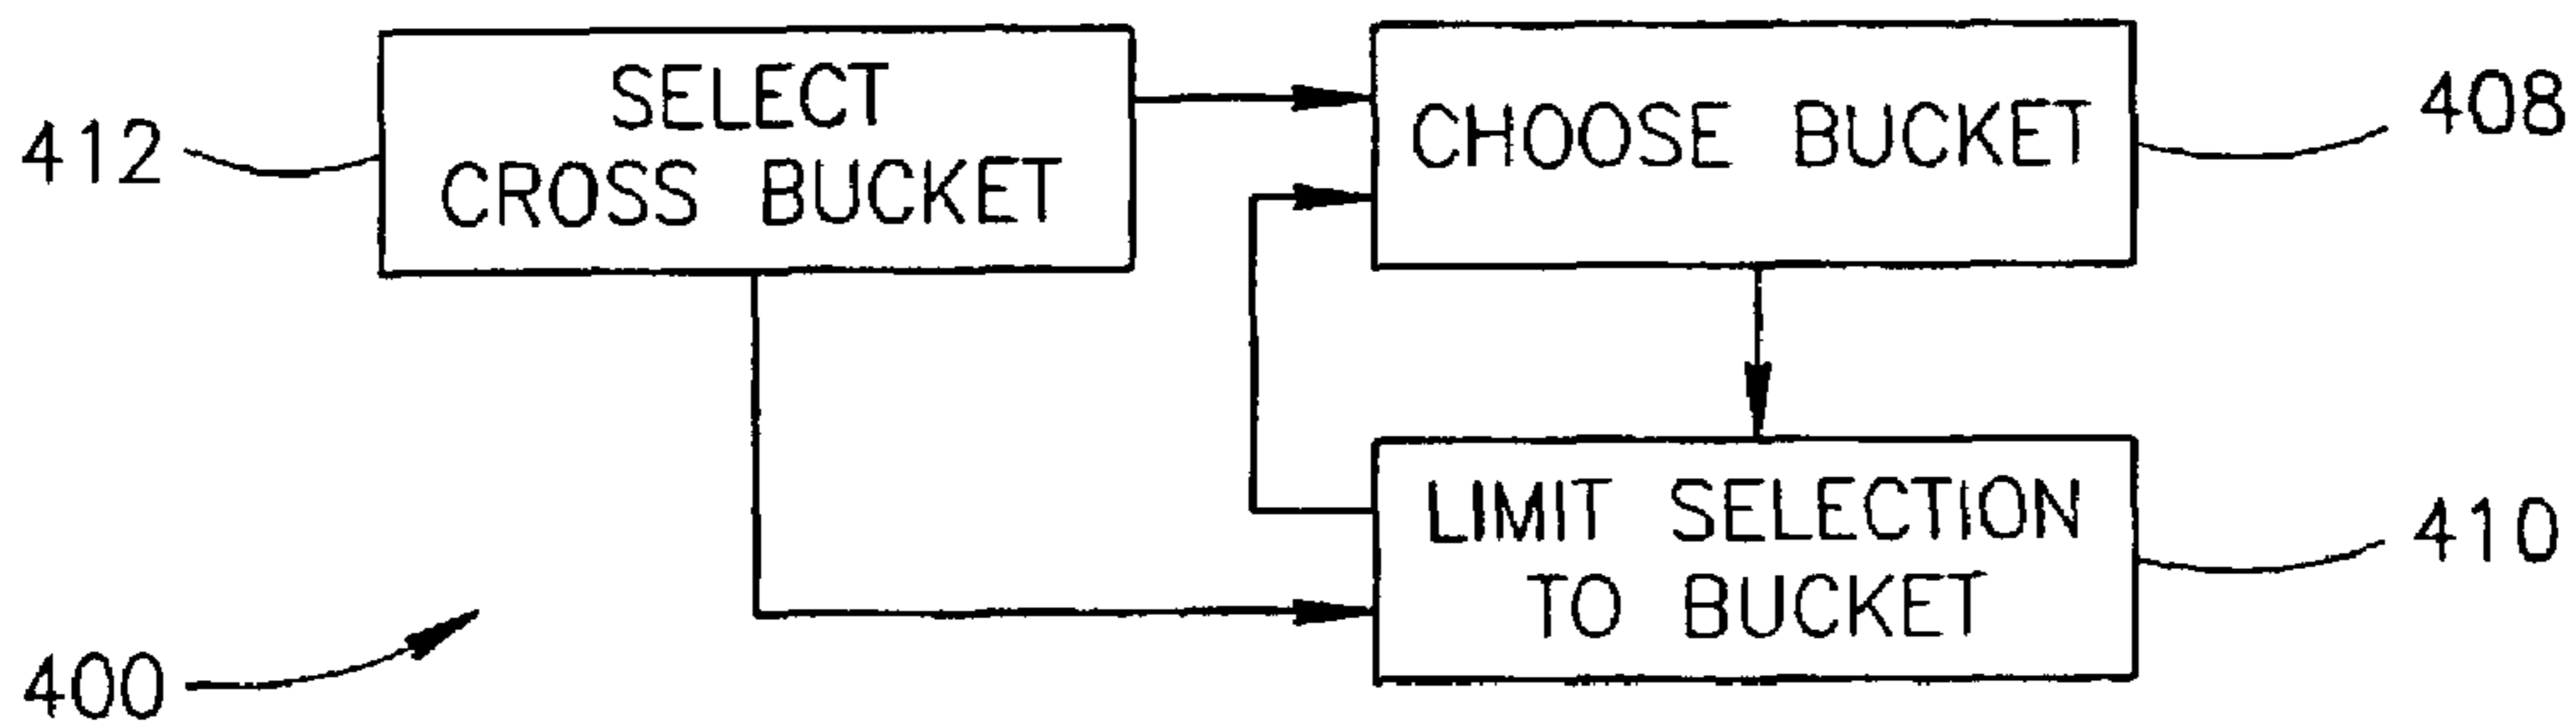 412
SELECT
CROSS BUCKET
CHOOSE BUCKET
408
LIMIT SELECTION
TO BUCKET
410
400